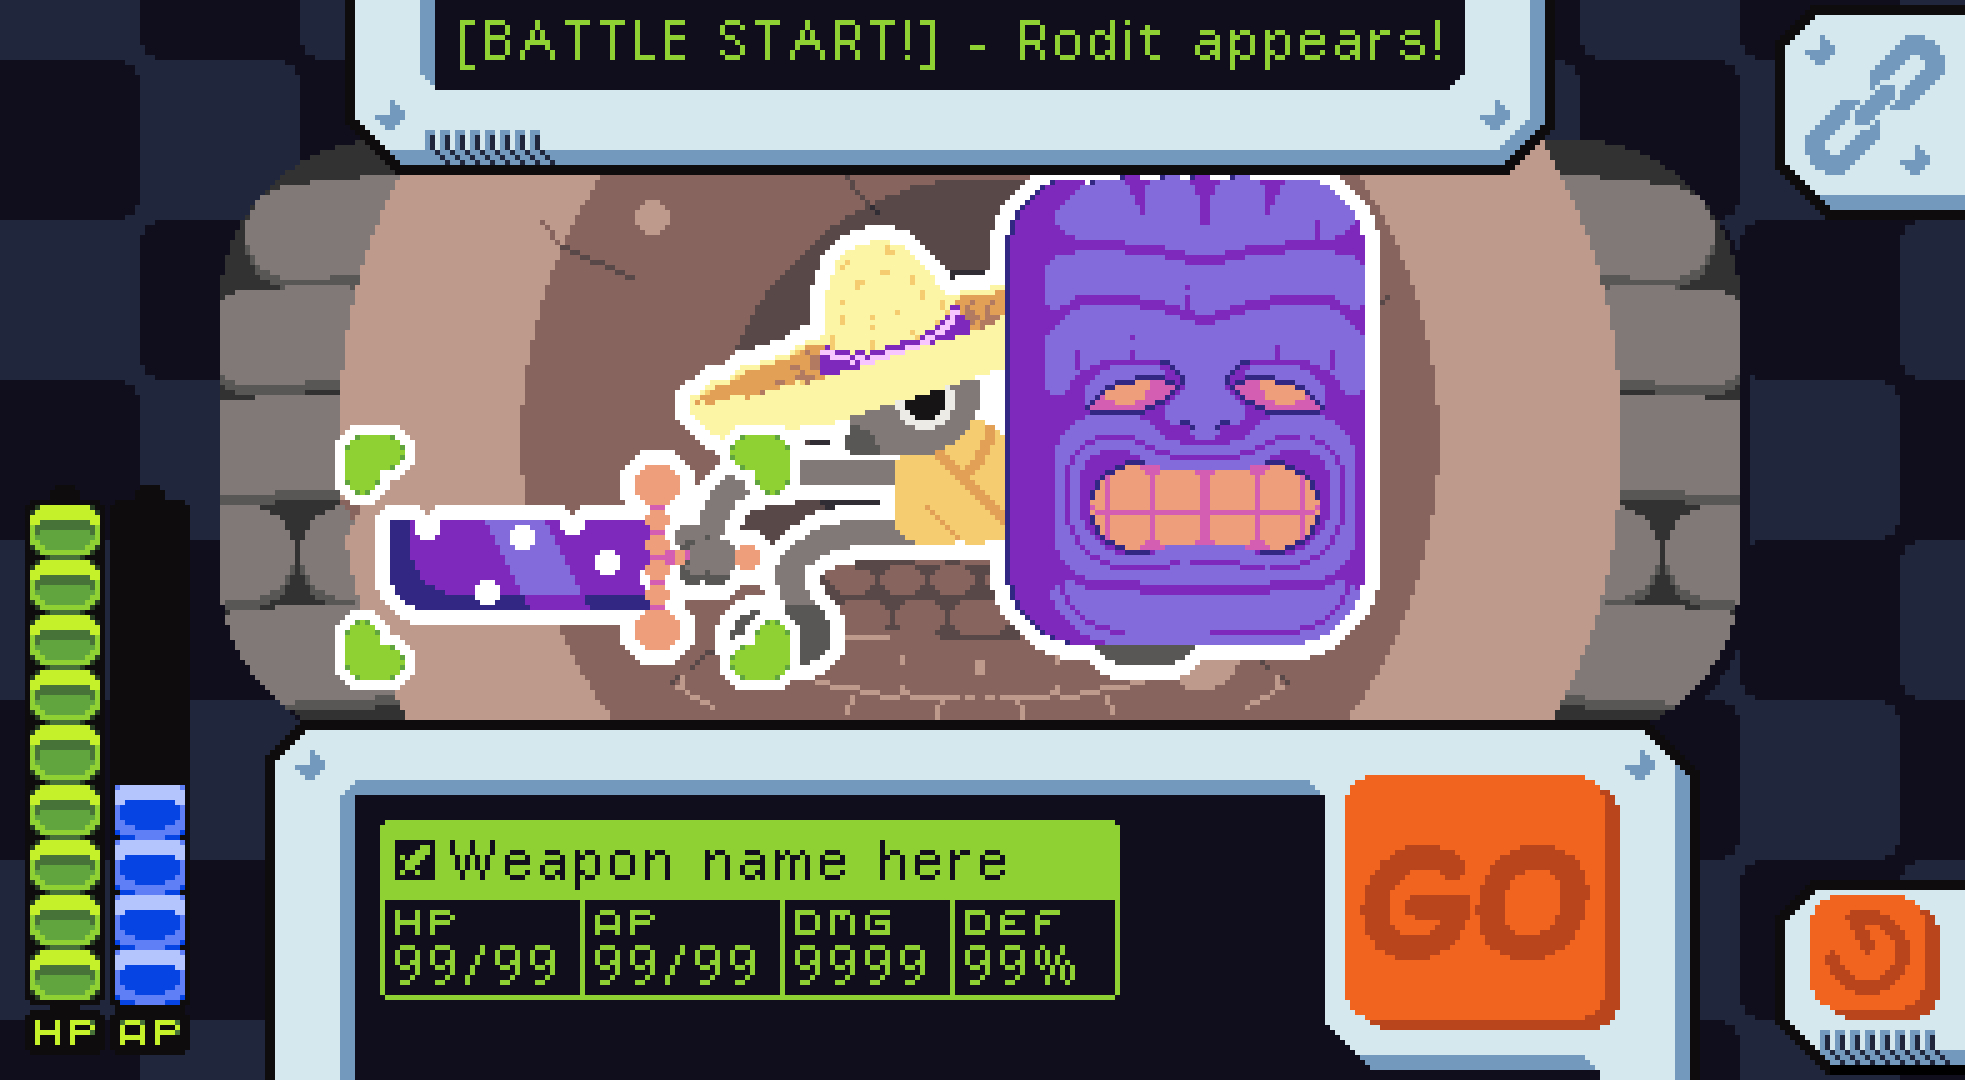 [BATTLE START!] - Rodit appears!
Weapon name here
HP AP DMG DEF
99/99 99/99 9999 99%
GO
HP AP